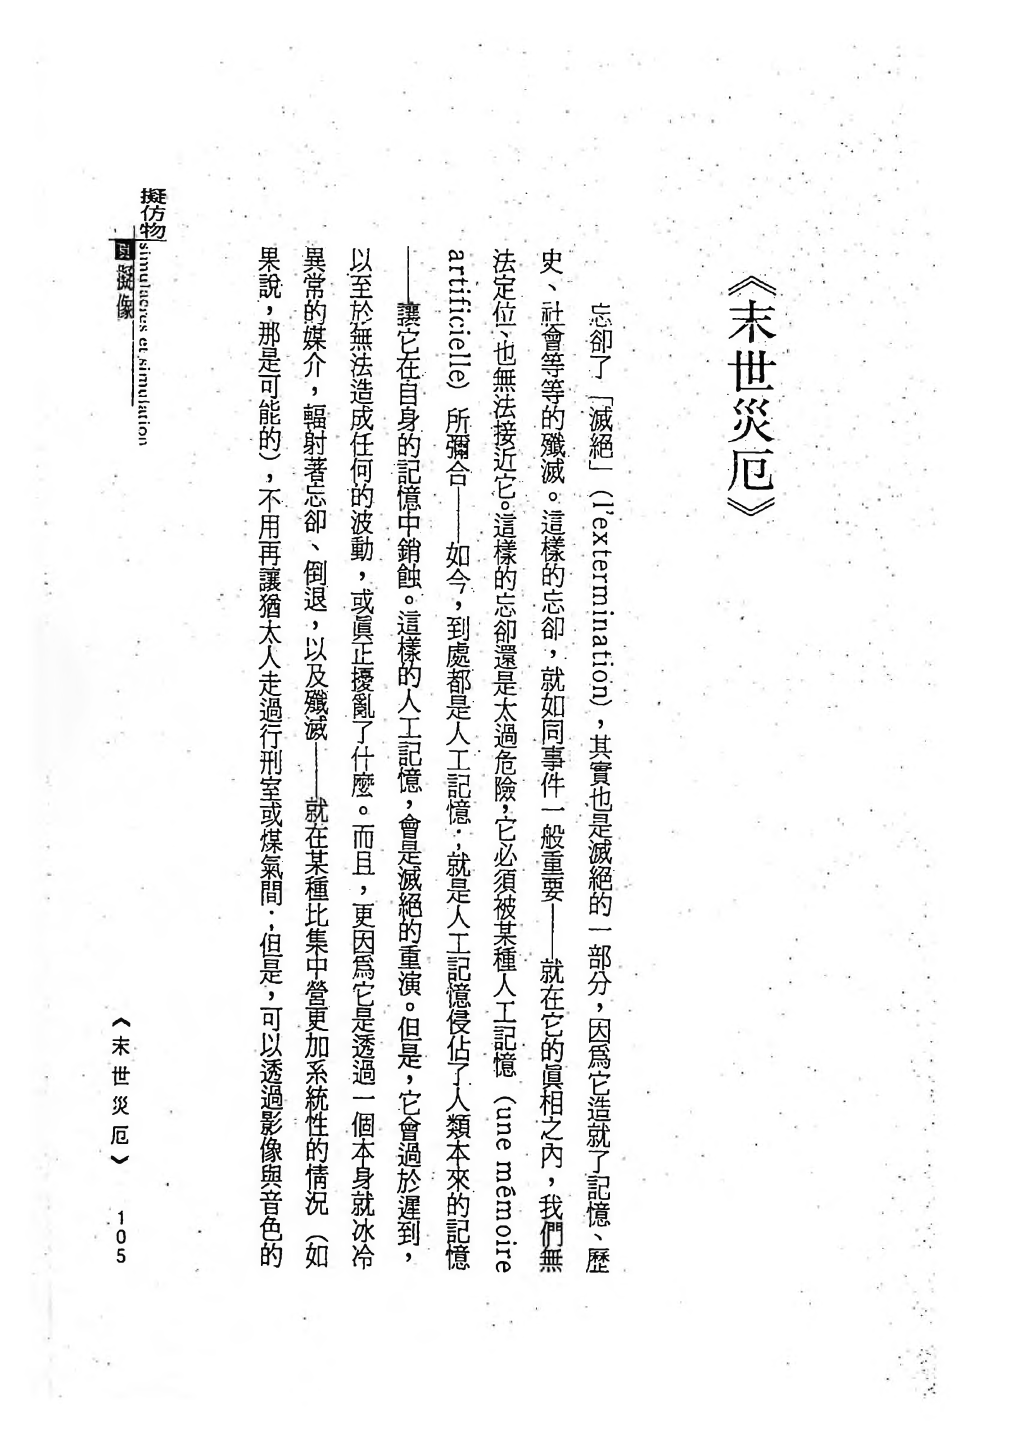 《末世災厄》
忘卻了「滅絕」(l'extermination)，其實也是滅絕的一部分，因爲它造就了記憶、歷
史、社會等等的殲滅。這樣的忘卻，就如同事件一般重要——就在它的眞相之內，我們無
法定位、也無法接近它。這樣的忘卻還是太過危險，它必須被某種人工記憶(une mémoire
artificielle)所彌合——如今，到處都是人工記憶；就是人工記憶侵佔了人類本來的記憶
——讓它在自身的記憶中銷蝕。這樣的人工記憶，會是滅絕的重演。但是，它會過於遲到，
以至於無法造成任何的波動，或眞正擾亂了什麼。而且，更因爲它是透過一個本身就冰冷
異常的媒介，輻射著忘卻、倒退，以及殲滅——就在某種比集中營更加系統性的情況(如
果說，那是可能的)，不用再讓猶太人走過行刑室或煤氣間；但是，可以透過影像與音色的
擬仿物
simulacres et simulation
與擬像
《末世災厄》 105